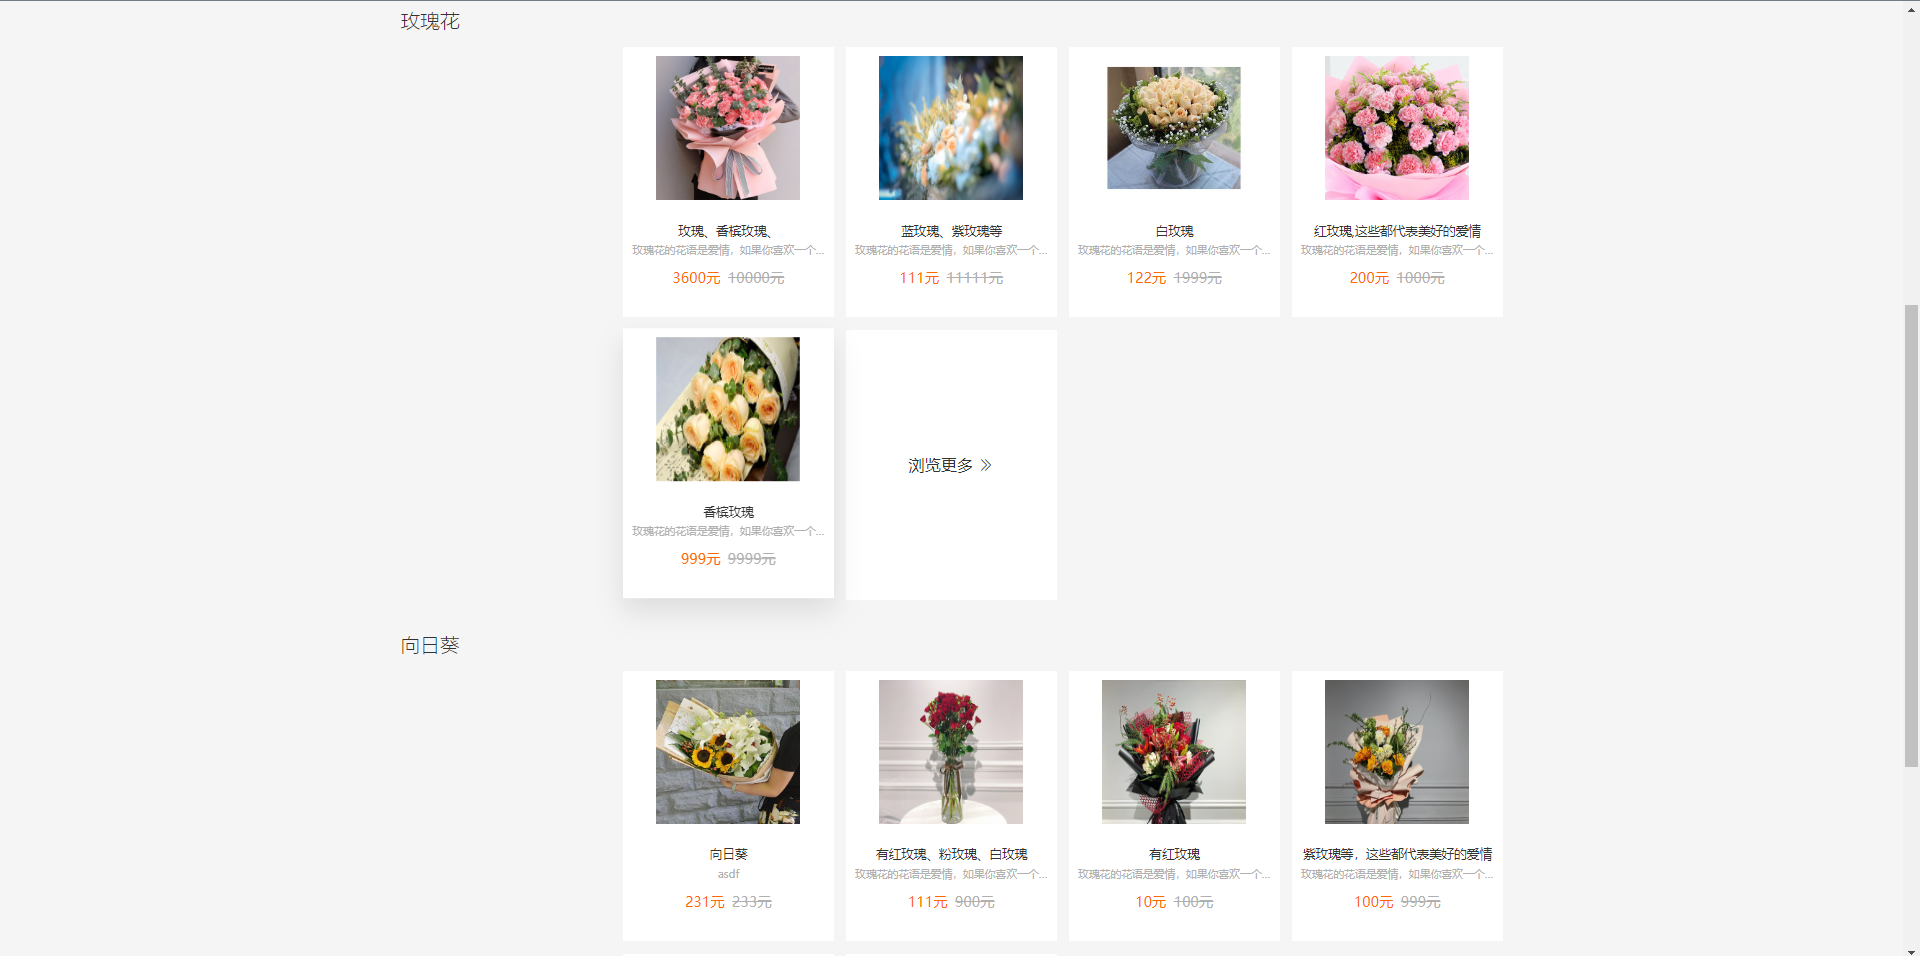 玫瑰花
玫瑰、香槟玫瑰、
玫瑰花的花语是爱情，如果你喜欢一个...
3600元 10000元
蓝玫瑰、紫玫瑰等
玫瑰花的花语是爱情，如果你喜欢一个...
111元 11111元
白玫瑰
玫瑰花的花语是爱情，如果你喜欢一个...
122元 1999元
红玫瑰,这些都代表美好的爱情
玫瑰花的花语是爱情，如果你喜欢一个...
200元 1000元
香槟玫瑰
玫瑰花的花语是爱情，如果你喜欢一个...
999元 9999元
浏览更多
向日葵
向日葵
asdf
231元 233元
有红玫瑰、粉玫瑰、白玫瑰
玫瑰花的花语是爱情，如果你喜欢一个...
111元 900元
有红玫瑰
玫瑰花的花语是爱情，如果你喜欢一个...
10元 100元
紫玫瑰等，这些都代表美好的爱情
玫瑰花的花语是爱情，如果你喜欢一个...
100元 999元